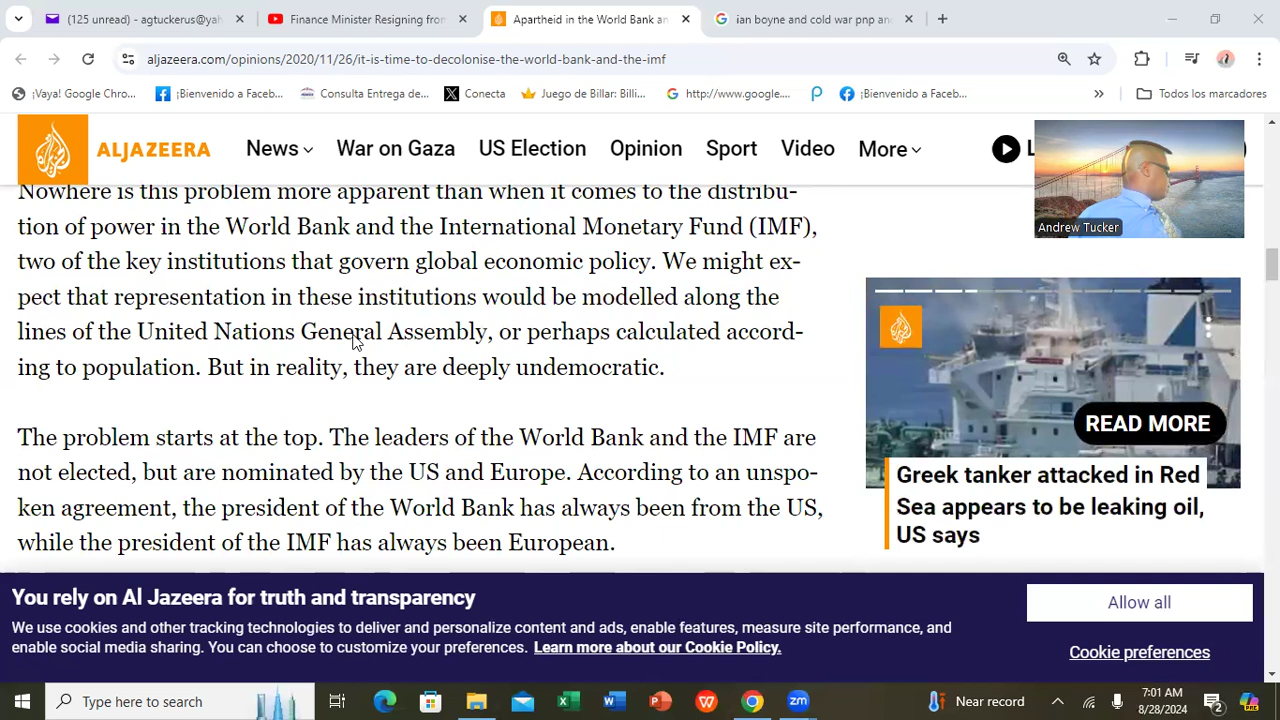 (125 unread) - agtuckerus@yah
Finance Minister Resigning from
Apartheid in the World Bank an
ian boyne and cold war pnp and
aljazeera.com/opinions/2020/11/26/it-is-time-to-decolonise-the-world-bank-and-the-imf
¡Vaya! Google Chro...
¡Bienvenido a Faceb...
Consulta Entrega de...
Conecta
Juego de Billar: Billi...
http://www.google....
¡Bienvenido a Faceb...
»
Todos los marcadores
ALJAZEERA
News
War on Gaza
US Election
Opinion
Sport
Video
More
Andrew Tucker
Nowhere is this problem more apparent than when it comes to the distribu-
tion of power in the World Bank and the International Monetary Fund (IMF),
two of the key institutions that govern global economic policy. We might ex-
pect that representation in these institutions would be modelled along the
lines of the United Nations General Assembly, or perhaps calculated accord-
ing to population. But in reality, they are deeply undemocratic.
The problem starts at the top. The leaders of the World Bank and the IMF are
not elected, but are nominated by the US and Europe. According to an unspo-
ken agreement, the president of the World Bank has always been from the US,
while the president of the IMF has always been European.
READ MORE
Greek tanker attacked in Red
Sea appears to be leaking oil,
US says
You rely on Al Jazeera for truth and transparency
We use cookies and other tracking technologies to deliver and personalize content and ads, enable features, measure site performance, and
enable social media sharing. You can choose to customize your preferences. Learn more about our Cookie Policy.
Allow all
Cookie preferences
Type here to search
Near record
7:01 AM
8/28/2024
2